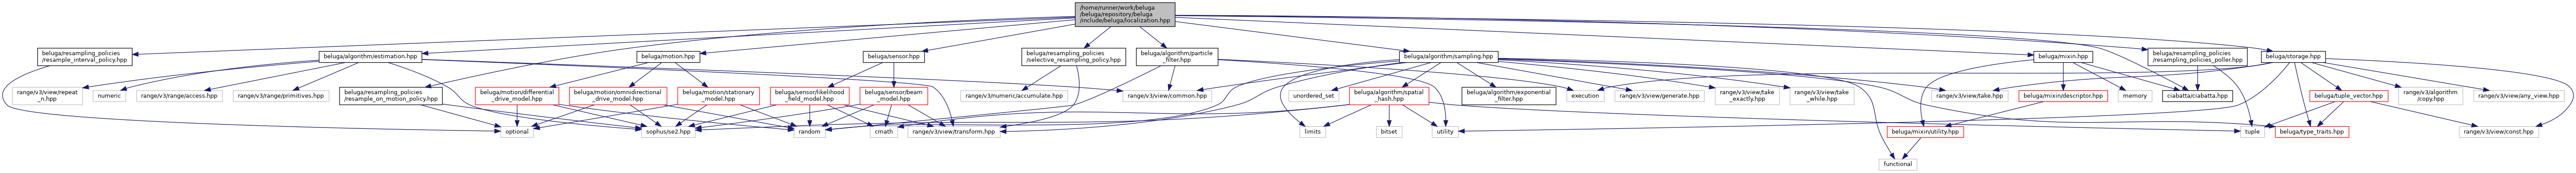 /home/runner/work/beluga
/beluga/repository/beluga
/include/beluga/localization.hpp
beluga/resampling_policies
/resample_interval_policy.hpp
beluga/algorithm/estimation.hpp
beluga/motion.hpp
beluga/sensor.hpp
beluga/resampling_policies
/selective_resampling_policy.hpp
beluga/algorithm/particle
_filter.hpp
beluga/algorithm/sampling.hpp
beluga/mixin.hpp
beluga/resampling_policies
/resampling_policies_poller.hpp
beluga/storage.hpp
range/v3/view/repeat
_n.hpp
numeric
range/v3/range/access.hpp
range/v3/range/primitives.hpp
beluga/resampling_policies
/resample_on_motion_policy.hpp
beluga/motion/differential
_drive_model.hpp
beluga/motion/omnidirectional
_drive_model.hpp
beluga/motion/stationary
_model.hpp
beluga/sensor/likelihood
_field_model.hpp
beluga/sensor/beam
_model.hpp
range/v3/numeric/accumulate.hpp
range/v3/view/common.hpp
unordered_set
beluga/algorithm/spatial
_hash.hpp
beluga/algorithm/exponential
_filter.hpp
execution
range/v3/view/generate.hpp
range/v3/view/take
_exactly.hpp
range/v3/view/take
_while.hpp
range/v3/view/take.hpp
beluga/mixin/descriptor.hpp
memory
ciabatta/ciabatta.hpp
beluga/tuple_vector.hpp
range/v3/algorithm
/copy.hpp
range/v3/view/any_view.hpp
optional
sophus/se2.hpp
random
cmath
range/v3/view/transform.hpp
limits
bitset
utility
beluga/mixin/utility.hpp
tuple
beluga/type_traits.hpp
range/v3/view/const.hpp
functional